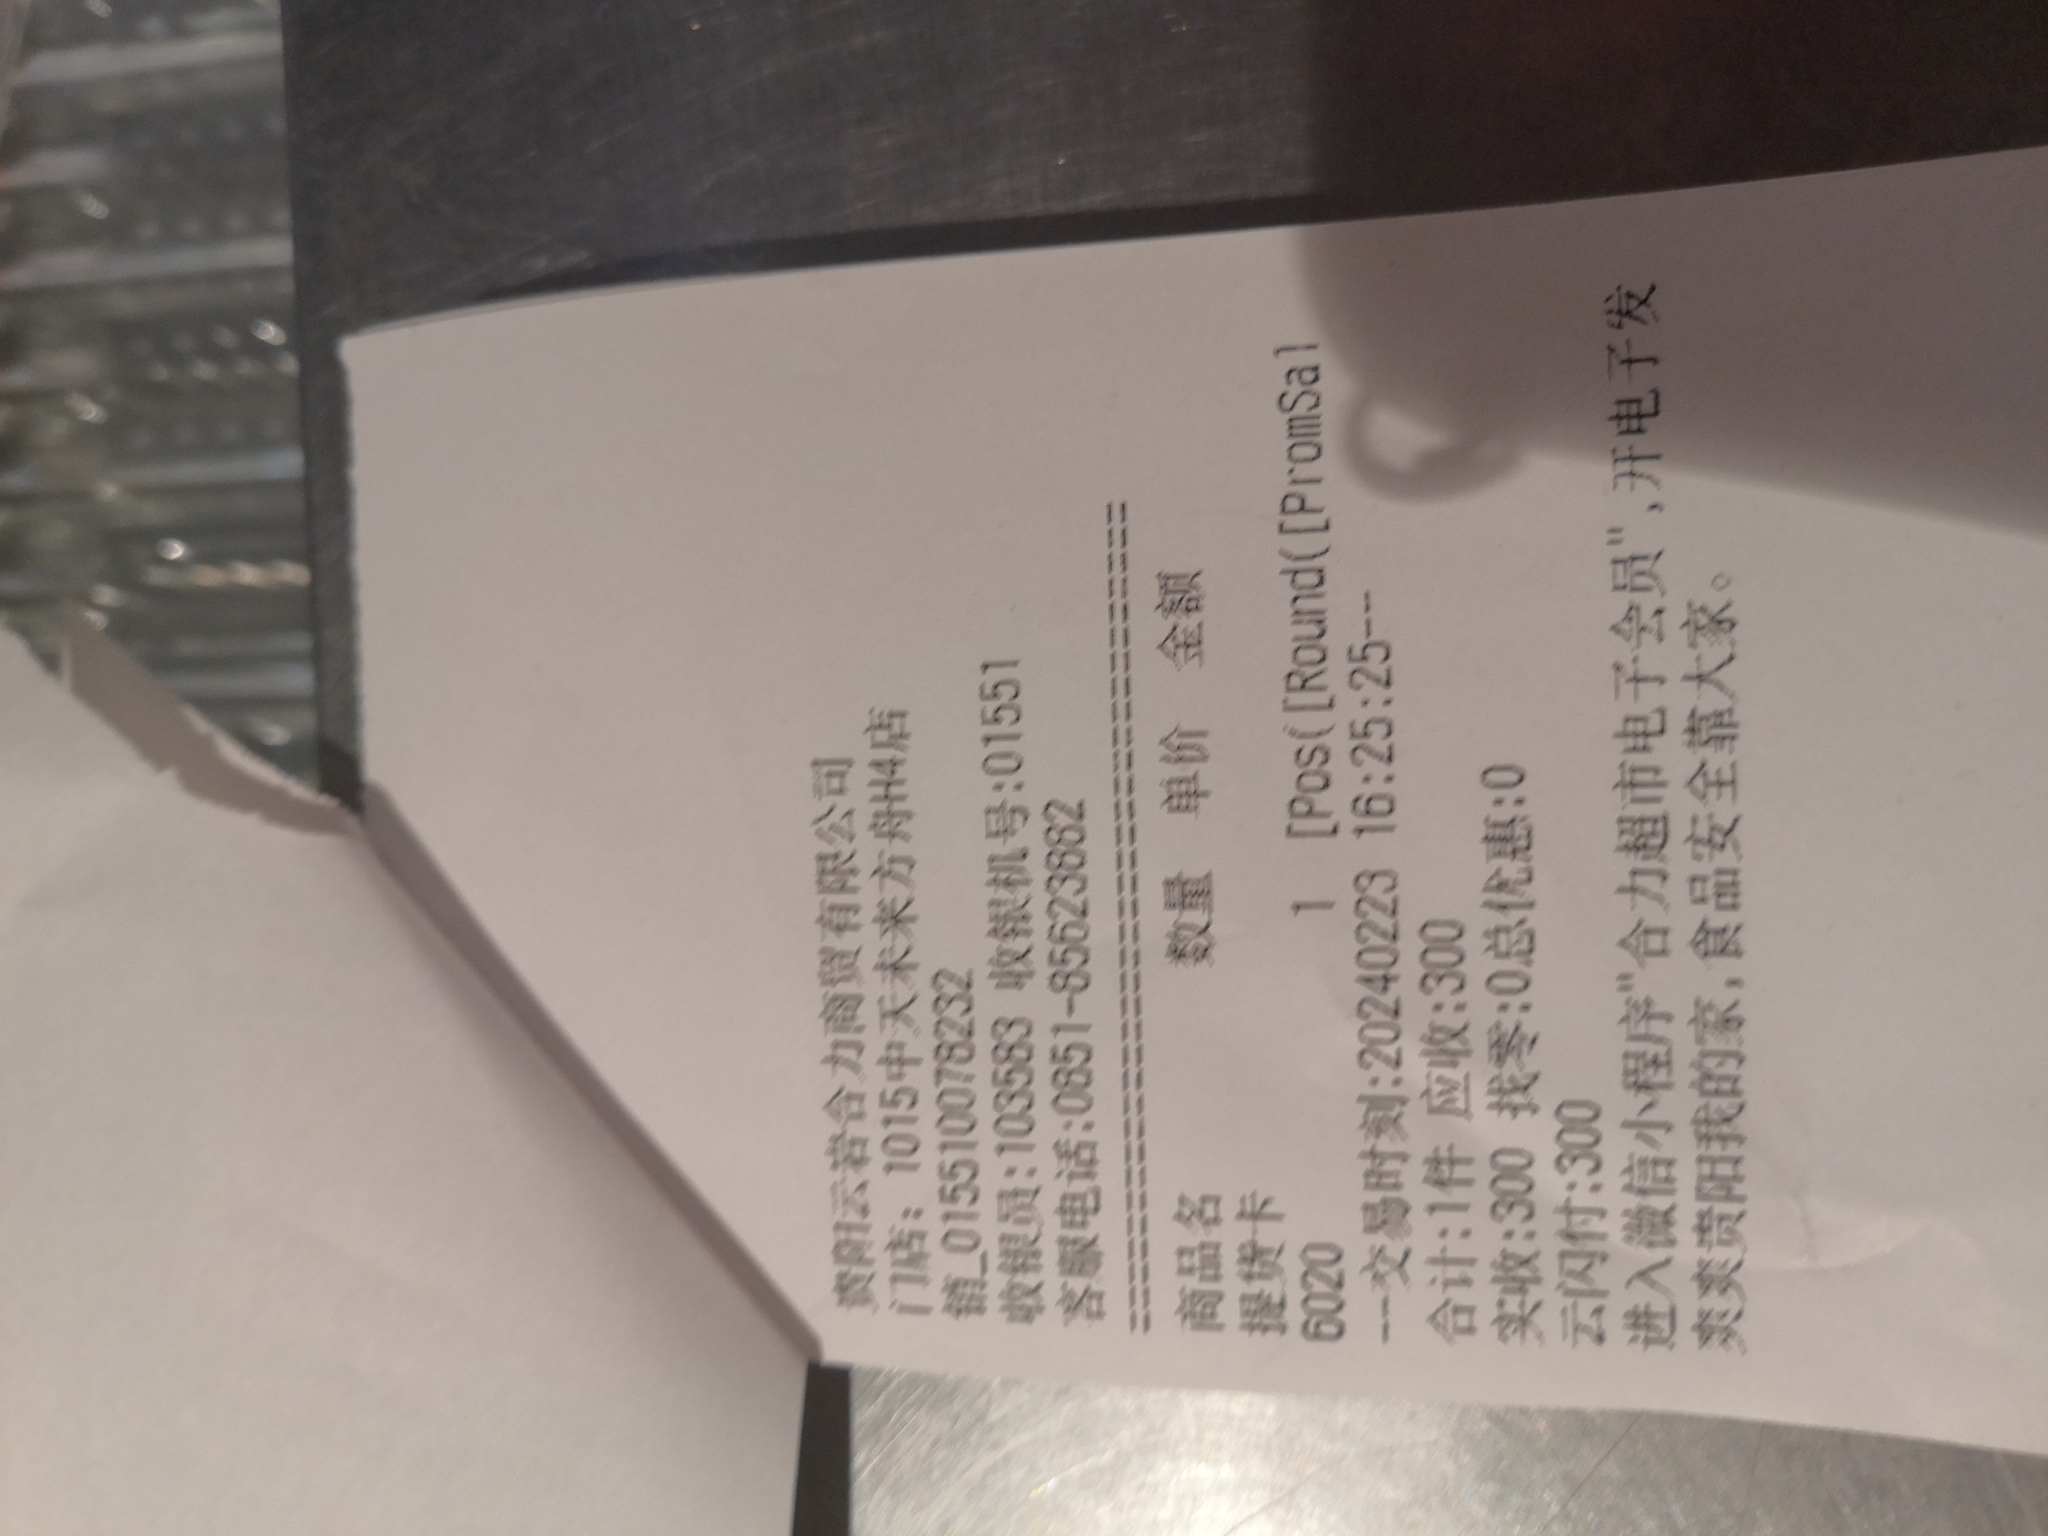 贵阳云岩合力商贸有限公司
门店: 1015中天未来方舟H4店
销_015510078232
收银员:103583 收银机号:01551
客服电话:0851-85623882
========================================
商品名 数量 单价 金额
提货卡
6020 1 [Pos([Round([PromSal
--交易时刻:20240223 16:25:25---
合计:1件 应收:300
实收:300 找零:0总优惠:0
云闪付:300
进入微信小程序"合力超市电子会员",开电子发
爽爽贵阳我的家,食品安全靠大家。